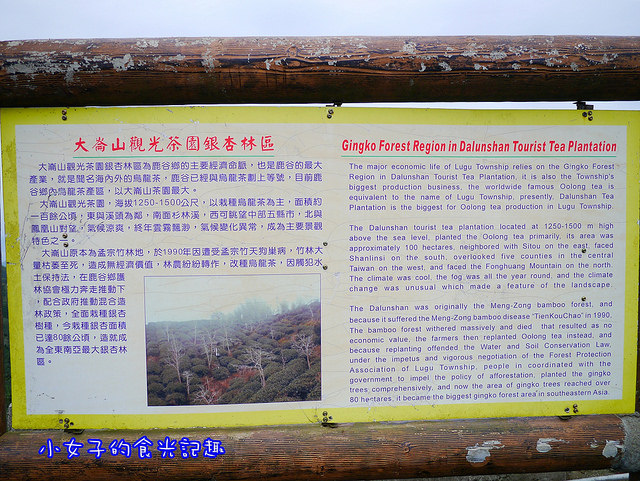 大崙山觀光茶園銀杏林區
大崙山觀光茶園銀杏林區為鹿谷鄉的主要經濟命脈，也是鹿谷的最大
產業，就是聞名海內外的烏龍茶，鹿谷已經與烏龍茶劃上等號，目前鹿
谷鄉內烏龍茶產區，以大崙山茶園最大。
大崙山觀光茶園，海拔1250-1500公尺，以栽種烏龍茶為主，面積約
一百餘公頃，東與溪頭為鄰，南面杉林溪，西可眺望中部五縣市，北與
鳳凰山對望，氣候涼爽，終年雲霧飄渺，氣候變化異常，成為主要景觀
特色之一。
大崙山原本為孟宗竹林地，於1990年因遭受孟宗竹天狗巢病，竹林大
量枯萎至死，造成無經濟價值，林農紛紛轉作，改種烏龍茶，因觸犯水
土保持法，在鹿谷鄉護
林協會極力奔走推動下
，配合政府推動混合造
林政策，全面栽種銀杏
樹種，今栽種銀杏面積
已達80餘公頃，造就成
為全東南亞最大銀杏林
區。
Gingko Forest Region in Dalunshan Tourist Tea Plantation
The major economic life of Lugu Township relies on the Gingko Forest
Region in Dalunshan Tourist Tea Plantation, it is also the Township's
biggest production business, the worldwide famous Oolong tea is
equivalent to the name of Lugu Township, presently, Dalunshan Tea
Plantation is the biggest for Oolong tea production in Lugu Township.
The Dalunshan tourist tea plantation located at 1250-1500 m high
above the sea level, planted the Oolong tea primarily, its area was
approximately 100 hectares, neighbored with Sitou on the east, faced
Shanlinsi on the south, overlooked five counties in the central
Taiwan on the west, and faced the Fonghuang Mountain on the north.
The climate was cool, the fog was all the year round, and the climate
change was unusual which made a feature of the landscape.
The Dalunshan was originally the Meng-Zong bamboo forest, and
because it suffered the Meng-Zong bamboo disease "TienKouChao" in 1990,
The bamboo forest withered massively and died that resulted as no
economic value, the farmers then replanted Oolong tea instead, and
because replanting offended the Water and Soil Conservation Law,
under the impetus and vigorous negotiation of the Forest Protection
Association of Lugu Township, people in coordinated with the
government to impel the policy of afforestation, planted the gingko
trees comprehensively, and now the area of gingko trees reached over
80 hectares, it became the biggest gingko forest area in southeastern Asia.
小女子的食光記趣